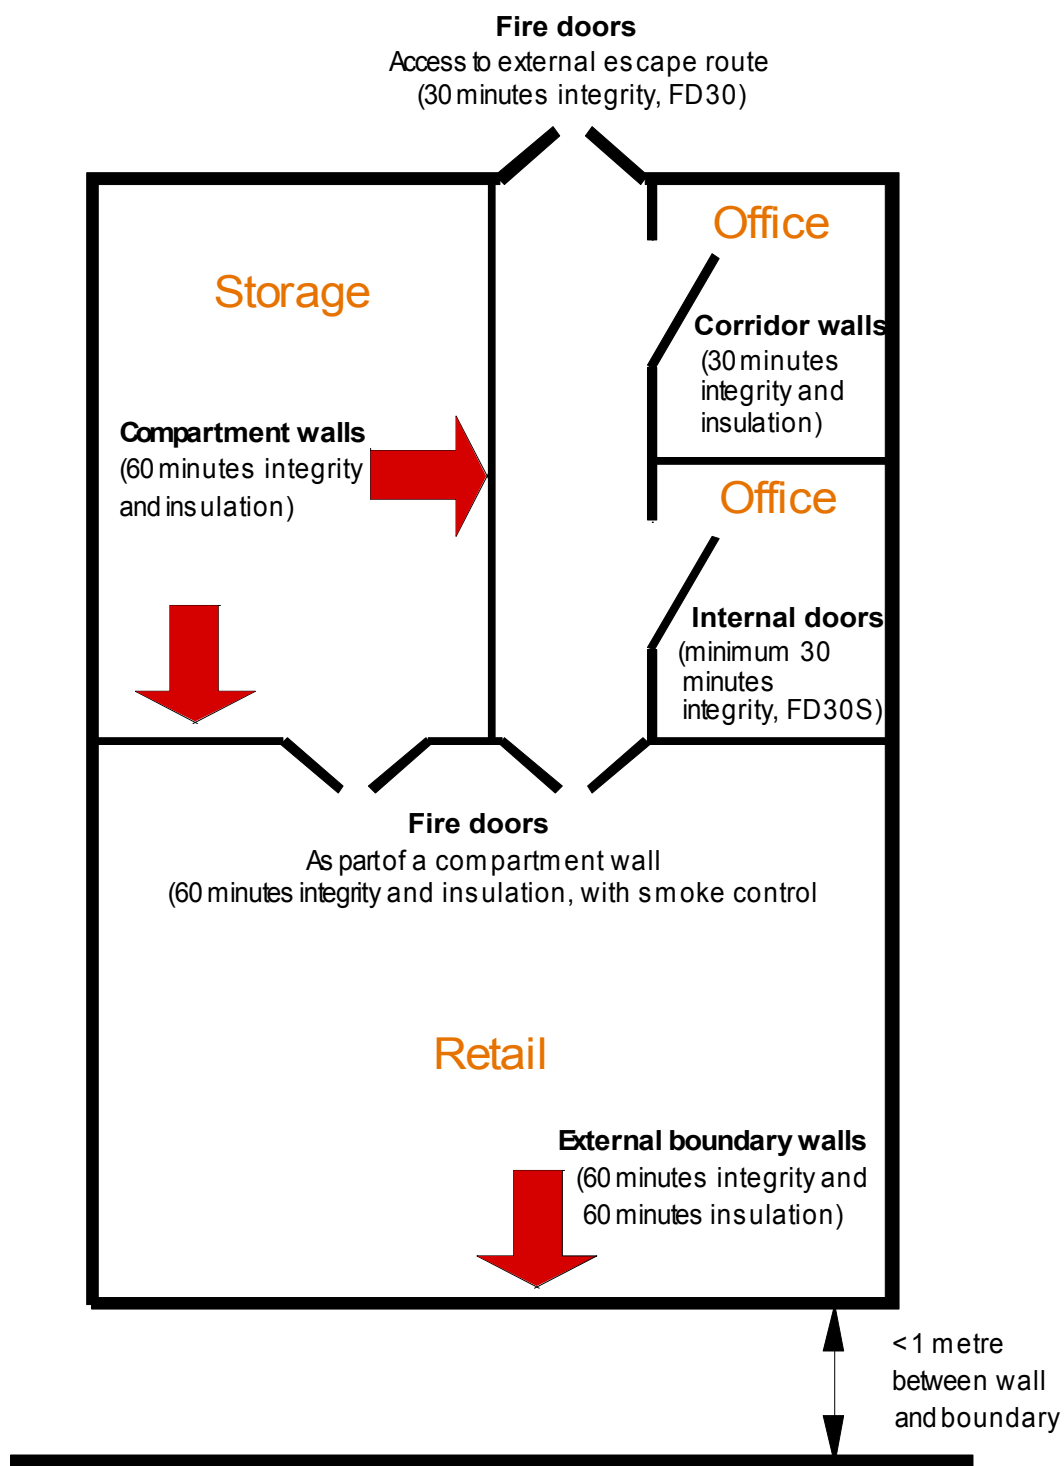 Fire doors
Access to external escape route
(30 minutes integrity, FD30)
Office
Storage
Corridor walls
(30 minutes
integrity and
insulation)
Compartment walls
(60 minutes integrity
and insulation)
Office
Internal doors
(minimum 30
minutes
integrity, FD30S)
Fire doors
As part of a compartment wall
(60 minutes integrity and insulation, with smoke control
Retail
External boundary walls
(60 minutes integrity and
60 minutes insulation)
<1 metre
between wall
and boundary